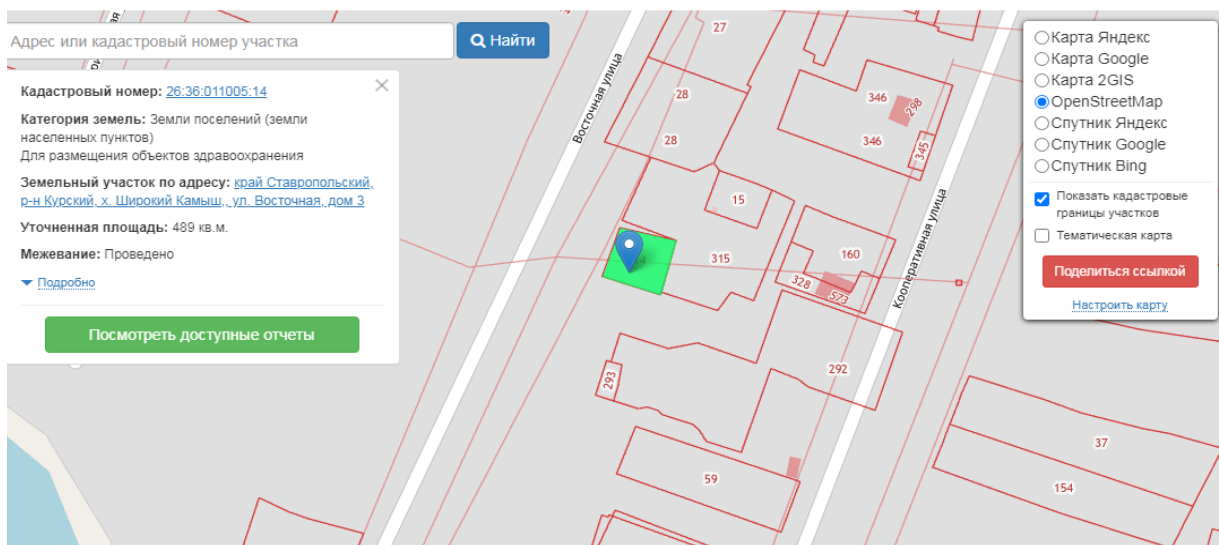 Адрес или кадастровый номер участка
Найти
Кадастровый номер: 26:36:011005:14
Категория земель: Земли поселений (земли
населенных пунктов)
Для размещения объектов здравоохранения
Земельный участок по адресу: край Ставропольский,
р-н Курский, х. Широкий Камыш,, ул. Восточная, дом 3
Уточненная площадь: 489 кв.м.
Межевание: Проведено
Подробно
Посмотреть доступные отчеты
27
28
28
Восточная улица
346
298
346
345
15
315
160
328
573
Кооперативная улица
292
293
59
37
154
Карта Яндекс
Карта Google
Карта 2GIS
OpenStreetMap
Спутник Яндекс
Спутник Google
Спутник Bing
Показать кадастровые
границы участков
Тематическая карта
Поделиться ссылкой
Настроить карту